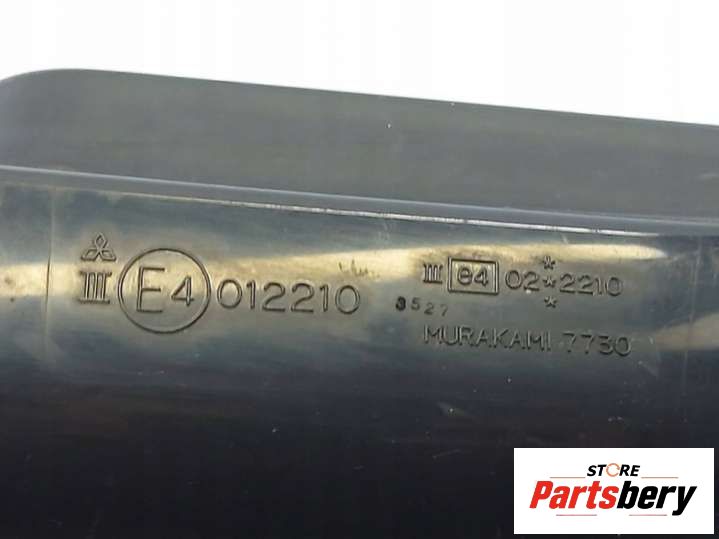 III E4 012210
III e4 02*2210
3527
MURAKAMI 7730
STORE
Partsbery